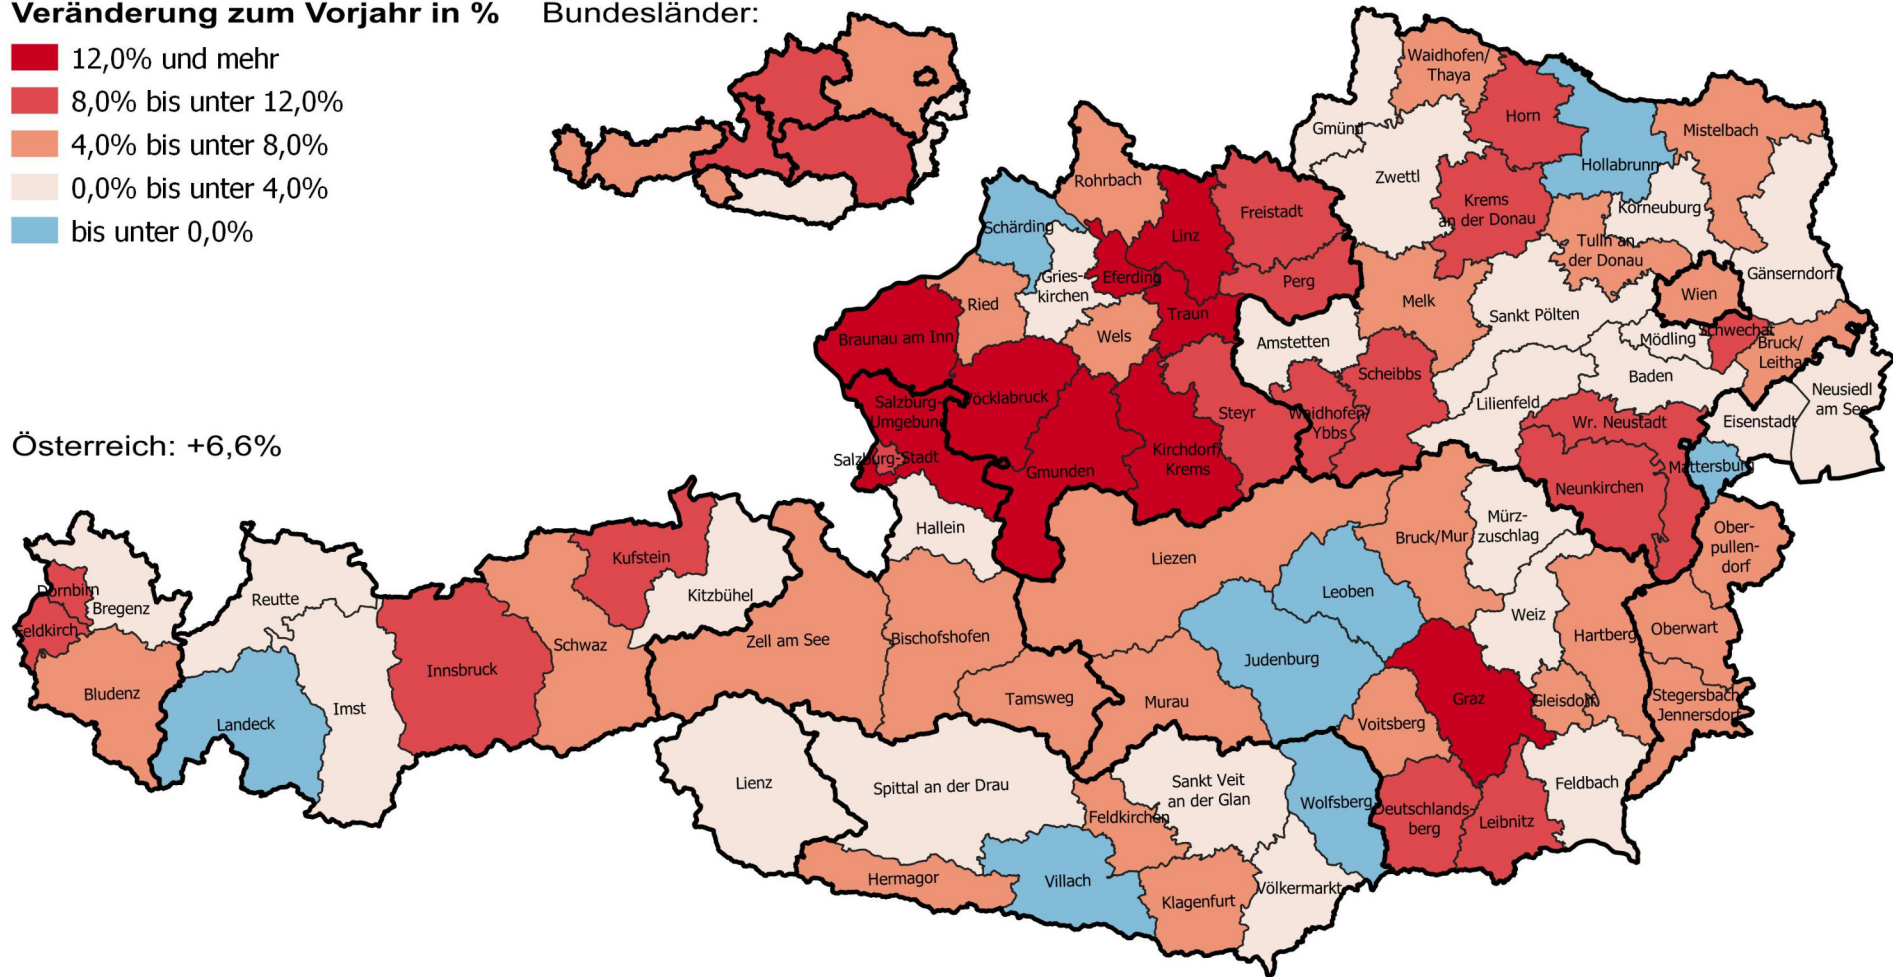 Veränderung zum Vorjahr in %
12,0% und mehr
8,0% bis unter 12,0%
4,0% bis unter 8,0%
0,0% bis unter 4,0%
bis unter 0,0%
Bundesländer:
Österreich: +6,6%
Waidhofen/
Thaya
Gmünd
Horn
Mistelbach
Hollabrunn
Zwettl
Rohrbach
Krems
an der Donau
Korneuburg
Freistadt
Schärding
Linz
Tulln an
der Donau
Gänserndorf
Gries-
kirchen
Eferding
Perg
Melk
Wien
Ried
Traun
Sankt Pölten
Wels
Braunau am Inn
Amstetten
Mödling
Schwechat
Bruck/
Leitha
Scheibbs
Baden
Neusiedl
am See
Vöcklabruck
Salzburg-
Umgebung
Steyr
Waidhofen/
Ybbs
Lilienfeld
Wr. Neustadt
Eisenstadt
Salzburg-Stadt
Gmunden
Kirchdorf/
Krems
Mattersburg
Neunkirchen
Hallein
Mürz-
zuschlag
Ober-
pullen-
dorf
Bruck/Mur
Liezen
Kufstein
Kitzbühel
Leoben
Dornbirn
Bregenz
Reutte
Weiz
Feldkirch
Schwaz
Zell am See
Bischofshofen
Hartberg
Oberwart
Innsbruck
Judenburg
Bludenz
Imst
Landeck
Tamsweg
Murau
Graz
Gleisdorf
Stegersbach
Jennersdorf
Voitsberg
Lienz
Spittal an der Drau
Sankt Veit
an der Glan
Feldbach
Wolfsberg
Deutschlands-
berg
Leibnitz
Feldkirchen
Hermagor
Villach
Klagenfurt
Völkermarkt